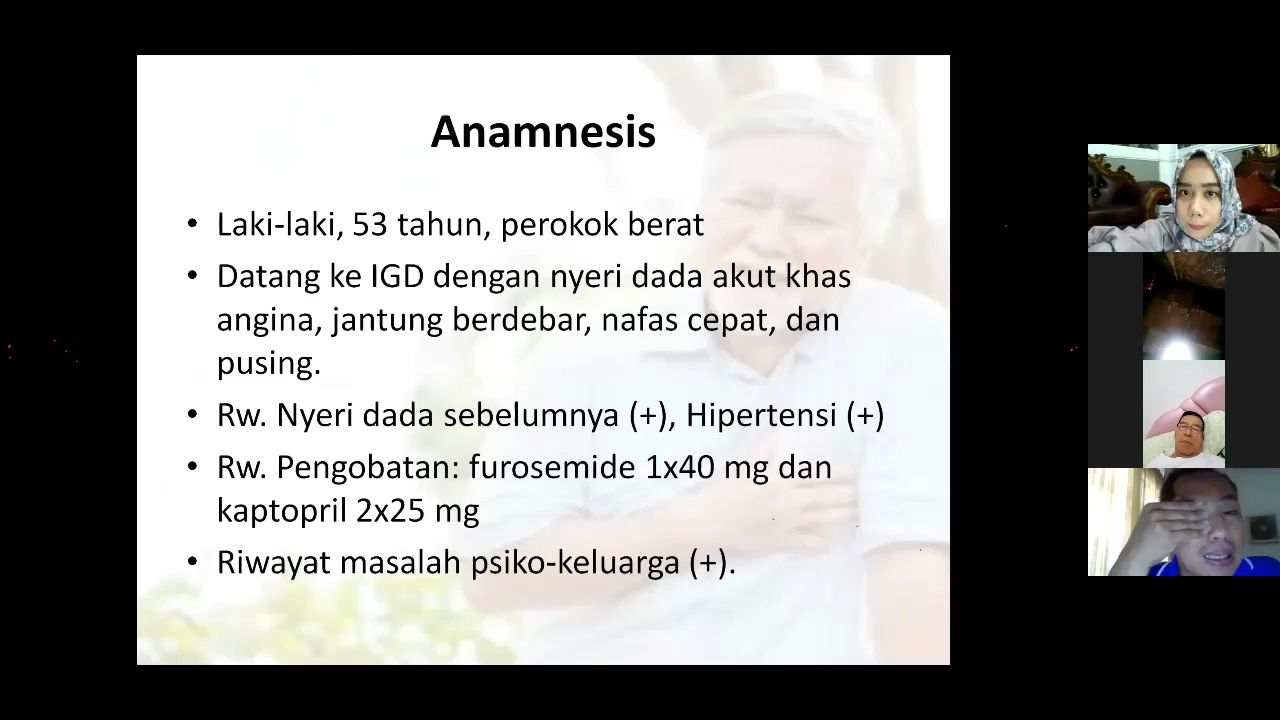 Anamnesis
• Laki-laki, 53 tahun, perokok berat
• Datang ke IGD dengan nyeri dada akut khas
angina, jantung berdebar, nafas cepat, dan
pusing.
• Rw. Nyeri dada sebelumnya (+), Hipertensi (+)
• Rw. Pengobatan: furosemide 1x40 mg dan
kaptopril 2x25 mg
• Riwayat masalah psiko-keluarga (+).